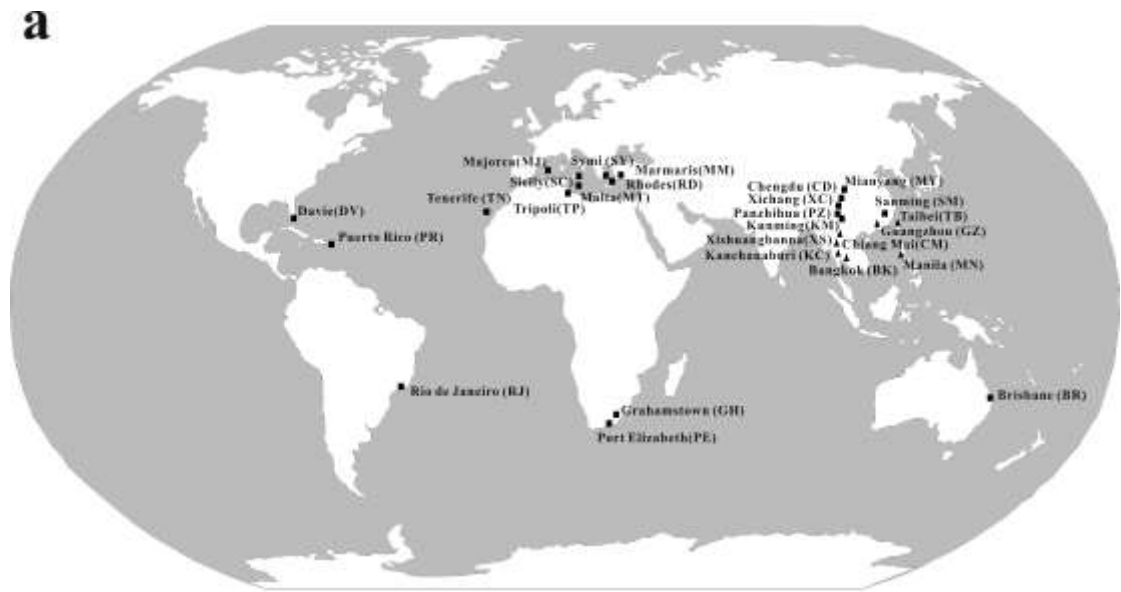 a
Majorca(MJ)
Symi (SY)
Marmaris(MM)
Sicily(SC)
Rhodes(RD)
Malta(MT)
Tenerife (TN)
Tripoli(TP)
Chengdu (CD)
Mianyang (MY)
Xichang (XC)
Sanming (SM)
Panzhihua (PZ)
Taibei(TB)
Kunming(KM)
Guangzhou (GZ)
Xishuangbanna(XS)
Chiang Mai(CM)
Kanchanaburi (KC)
Bangkok (BK)
Manila (MN)
Davie(DV)
Puerto Rico (PR)
Rio de Janeiro (RJ)
Grahamstown (GH)
Port Elizabeth(PE)
Brisbane (BR)